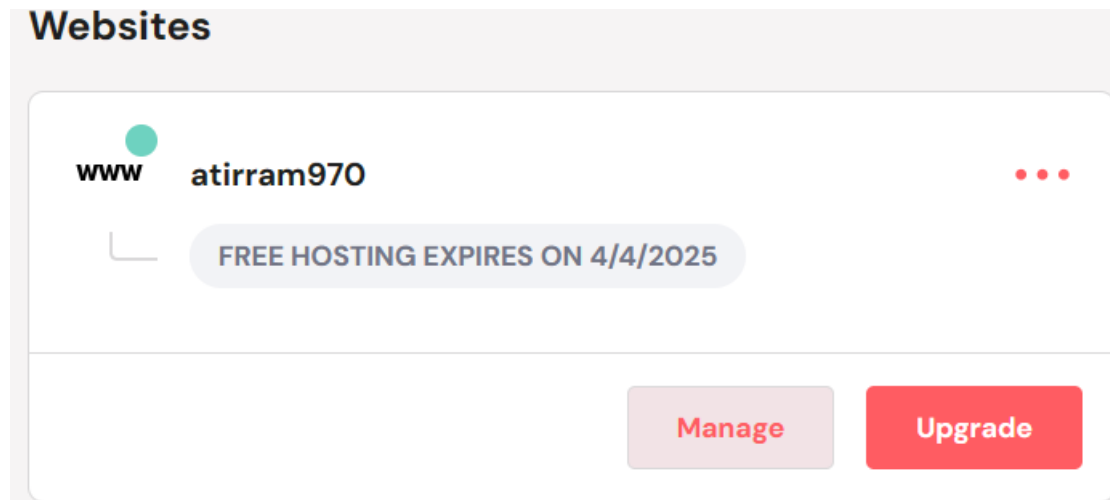 Websites
www
atirram970
FREE HOSTING EXPIRES ON 4/4/2025
Manage
Upgrade